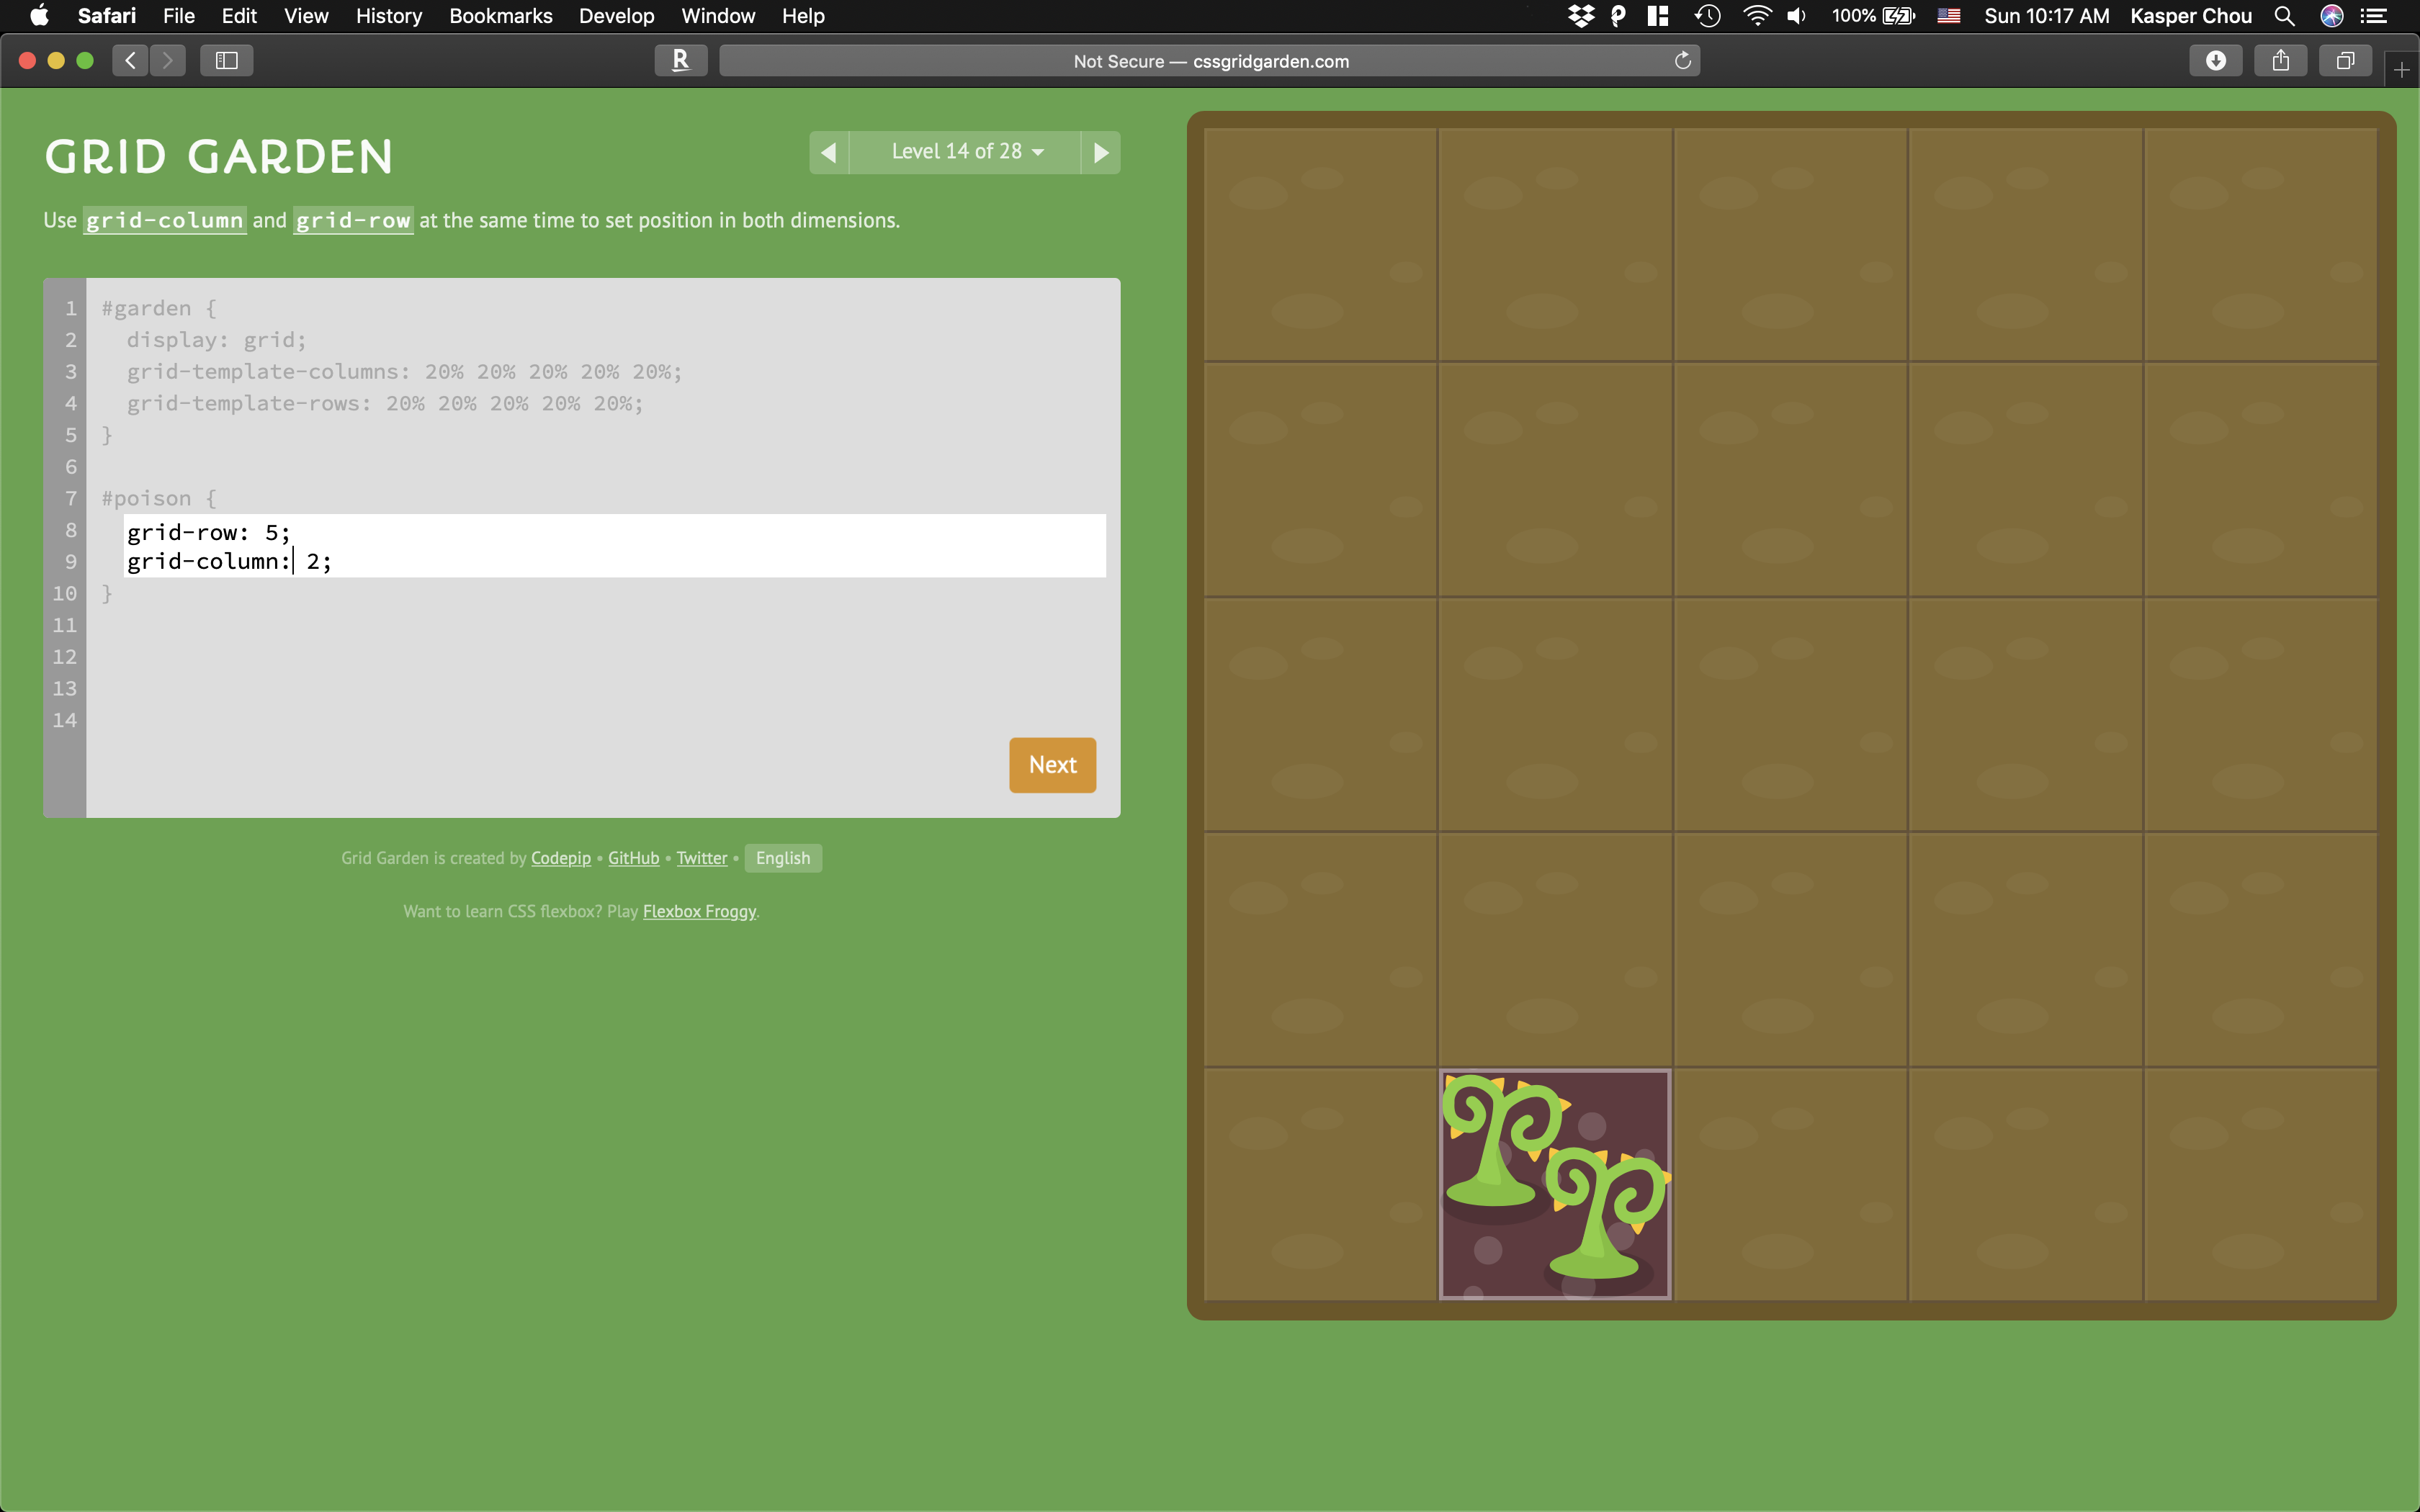 Safari File Edit View History Bookmarks Develop Window Help 100% Sun 10:17 AM Kasper Chou
R Not Secure — cssgridgarden.com
GRID GARDEN
Level 14 of 28
Use grid-column and grid-row at the same time to set position in both dimensions.
1 #garden {
2 display: grid;
3 grid-template-columns: 20% 20% 20% 20% 20%;
4 grid-template-rows: 20% 20% 20% 20% 20%;
5 }
6
7 #poison {
8 grid-row: 5;
9 grid-column: 2;
10 }
11
12
13
14
Next
Grid Garden is created by Codepip • GitHub • Twitter • English
Want to learn CSS flexbox? Play Flexbox Froggy.